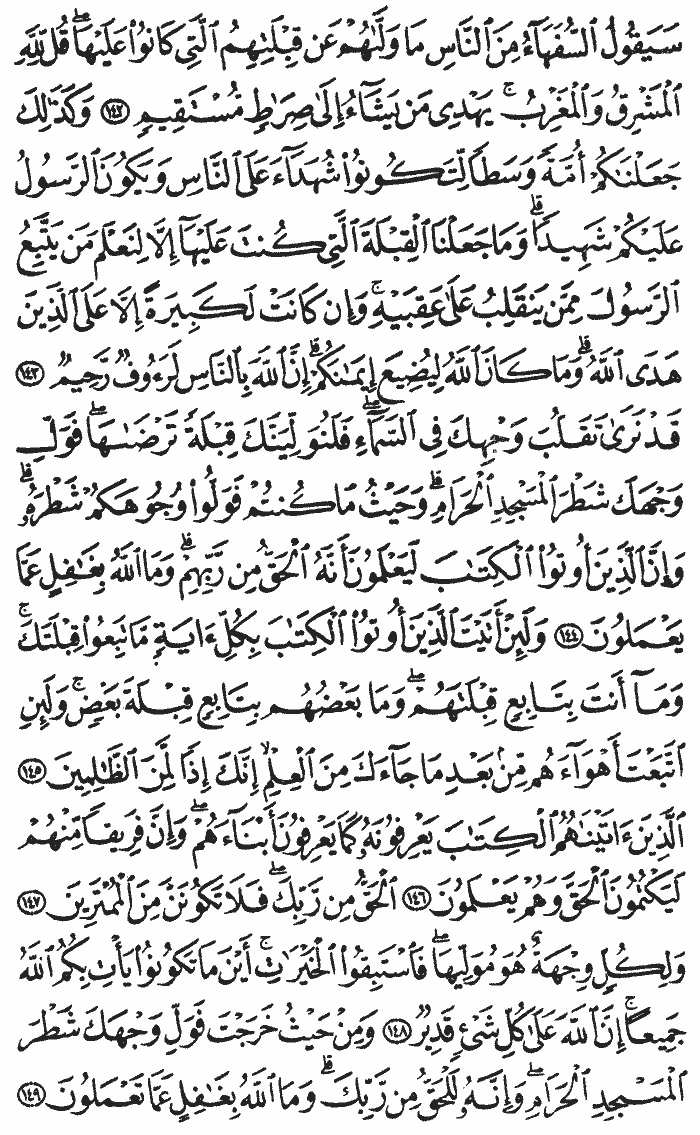 سَيَقُولُ ٱلسُّفَهَآءُ مِنَ ٱلنَّاسِ مَا وَلَّىٰهُمْ عَن قِبْلَتِهِمُ ٱلَّتِى كَانُوا۟ عَلَيْهَا ۚ قُل لِّلَّهِ
ٱلْمَشْرِقُ وَٱلْمَغْرِبُ ۚ يَهْدِى مَن يَشَآءُ إِلَىٰ صِرَٰطٍ مُّسْتَقِيمٍ ١٤٢ وَكَذَٰلِكَ
جَعَلْنَٰكُمْ أُمَّةً وَسَطًا لِّتَكُونُوا۟ شُهَدَآءَ عَلَى ٱلنَّاسِ وَيَكُونَ ٱلرَّسُولُ
عَلَيْكُمْ شَهِيدًا ۗ وَمَا جَعَلْنَا ٱلْقِبْلَةَ ٱلَّتِى كُنتَ عَلَيْهَآ إِلَّا لِنَعْلَمَ مَن يَتَّبِعُ
ٱلرَّسُولَ مِمَّن يَنقَلِبُ عَلَىٰ عَقِبَيْهِ ۚ وَإِن كَانَتْ لَكَبِيرَةً إِلَّا عَلَى ٱلَّذِينَ
هَدَى ٱللَّهُ ۗ وَمَا كَانَ ٱللَّهُ لِيُضِيعَ إِيمَٰنَكُمْ ۗ إِنَّ ٱللَّهَ بِٱلنَّاسِ لَرَءُوفٌ رَّحِيمٌ ١٤٣
قَدْ نَرَىٰ تَقَلُّبَ وَجْهِكَ فِى ٱلسَّمَآءِ ۖ فَلَنُوَلِّيَنَّكَ قِبْلَةً تَرْضَىٰهَا ۚ فَوَلِّ
وَجْهَكَ شَطْرَ ٱلْمَسْجِدِ ٱلْحَرَامِ ۚ وَحَيْثُ مَا كُنتُمْ فَوَلُّوا۟ وُجُوهَكُمْ شَطْرَهُۥ ۗ
وَإِنَّ ٱلَّذِينَ أُوتُوا۟ ٱلْكِتَٰبَ لَيَعْلَمُونَ أَنَّهُ ٱلْحَقُّ مِن رَّبِّهِمْ ۗ وَمَا ٱللَّهُ بِغَٰفِلٍ عَمَّا
يَعْمَلُونَ ١٤٤ وَلَئِنْ أَتَيْتَ ٱلَّذِينَ أُوتُوا۟ ٱلْكِتَٰبَ بِكُلِّ ءَايَةٍ مَّا تَبِعُوا۟ قِبْلَتَكَ ۚ
وَمَآ أَنتَ بِتَابِعٍ قِبْلَتَهُمْ ۚ وَمَا بَعْضُهُم بِتَابِعٍ قِبْلَةَ بَعْضٍ ۚ وَلَئِنِ
ٱتَّبَعْتَ أَهْوَآءَهُم مِّنۢ بَعْدِ مَا جَآءَكَ مِنَ ٱلْعِلْمِ ۙ إِنَّكَ إِذًا لَّمِنَ ٱلظَّٰلِمِينَ ١٤٥
ٱلَّذِينَ ءَاتَيْنَٰهُمُ ٱلْكِتَٰبَ يَعْرِفُونَهُۥ كَمَا يَعْرِفُونَ أَبْنَآءَهُمْ ۖ وَإِنَّ فَرِيقًا مِّنْهُمْ
لَيَكْتُمُونَ ٱلْحَقَّ وَهُمْ يَعْلَمُونَ ١٤٦ ٱلْحَقُّ مِن رَّبِّكَ ۖ فَلَا تَكُونَنَّ مِنَ ٱلْمُمْتَرِينَ ١٤٧
وَلِكُلٍّ وِجْهَةٌ هُوَ مُوَلِّيهَا ۖ فَٱسْتَبِقُوا۟ ٱلْخَيْرَٰتِ ۚ أَيْنَ مَا تَكُونُوا۟ يَأْتِ بِكُمُ ٱللَّهُ
جَمِيعًا ۚ إِنَّ ٱللَّهَ عَلَىٰ كُلِّ شَىْءٍ قَدِيرٌ ١٤٨ وَمِنْ حَيْثُ خَرَجْتَ فَوَلِّ وَجْهَكَ شَطْرَ
ٱلْمَسْجِدِ ٱلْحَرَامِ ۖ وَإِنَّهُۥ لَلْحَقُّ مِن رَّبِّكَ ۗ وَمَا ٱللَّهُ بِغَٰفِلٍ عَمَّا تَعْمَلُونَ ١٤٩